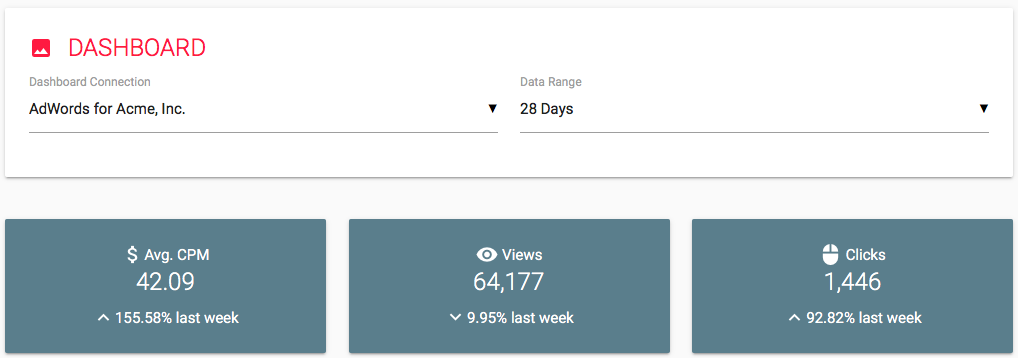 DASHBOARD
Dashboard Connection
AdWords for Acme, Inc.
Data Range
28 Days
$ Avg. CPM
42.09
155.58% last week
Views
64,177
9.95% last week
Clicks
1,446
92.82% last week